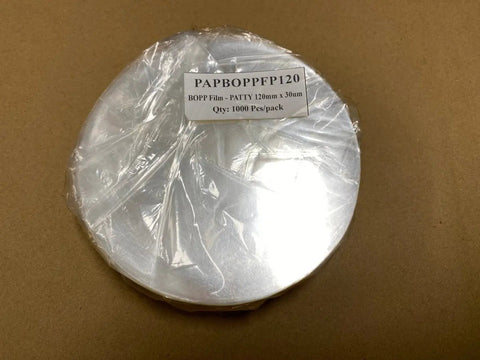 PAPBOPPFP120
BOPP Film - PATTY 120mm x 30um
Qty: 1000 Pcs/pack